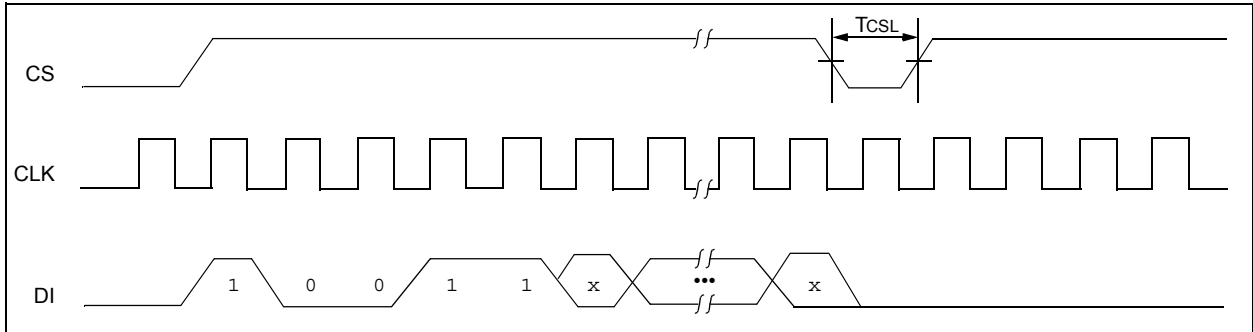 TCSL
CS
CLK
DI
1 0 0 1 1 x ••• x